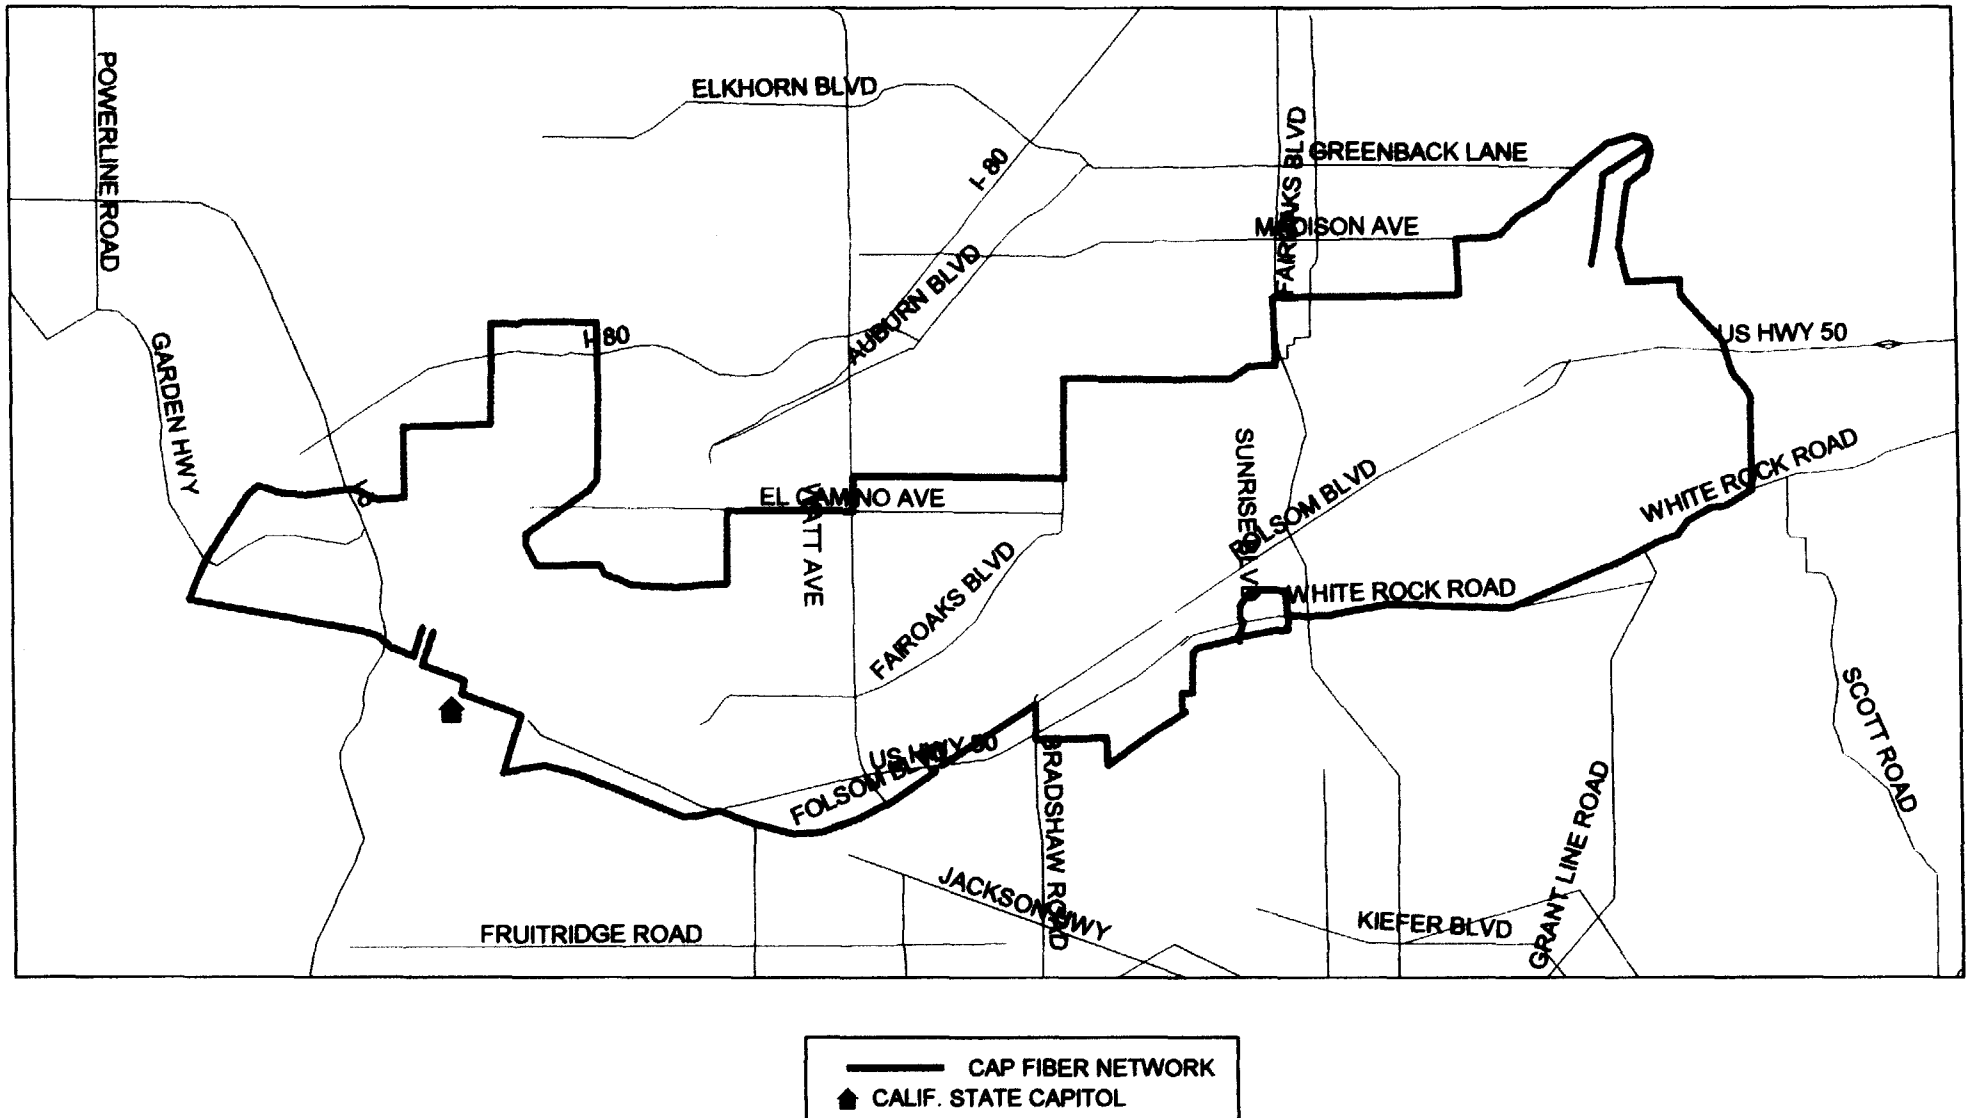 POWERLINE ROAD
ELKHORN BLVD
I-80
FAIROAKS BLVD
GREENBACK LANE
MADISON AVE
AUBURN BLVD
I-80
GARDEN HWY
US HWY 50
EL CAMINO AVE
WATT AVE
SUNRISE BLVD
FOLSOM BLVD
WHITE ROCK ROAD
WHITE ROCK ROAD
FAIROAKS BLVD
US HWY 50
FOLSOM BLVD
BRADSHAW ROAD
SCOTT ROAD
GRANT LINE ROAD
JACKSON HWY
KIEFER BLVD
FRUITRIDGE ROAD
CAP FIBER NETWORK
CALIF. STATE CAPITOL